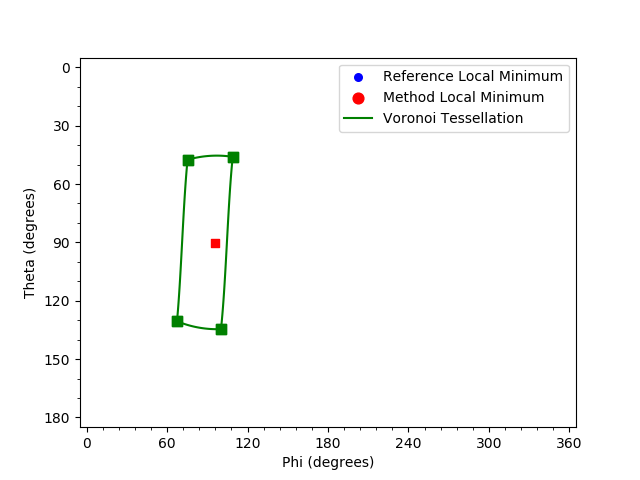 Reference Local Minimum
Method Local Minimum
Voronoi Tessellation
0
30
60
90
120
150
180
Theta (degrees)
0 60 120 180 240 300 360
Phi (degrees)